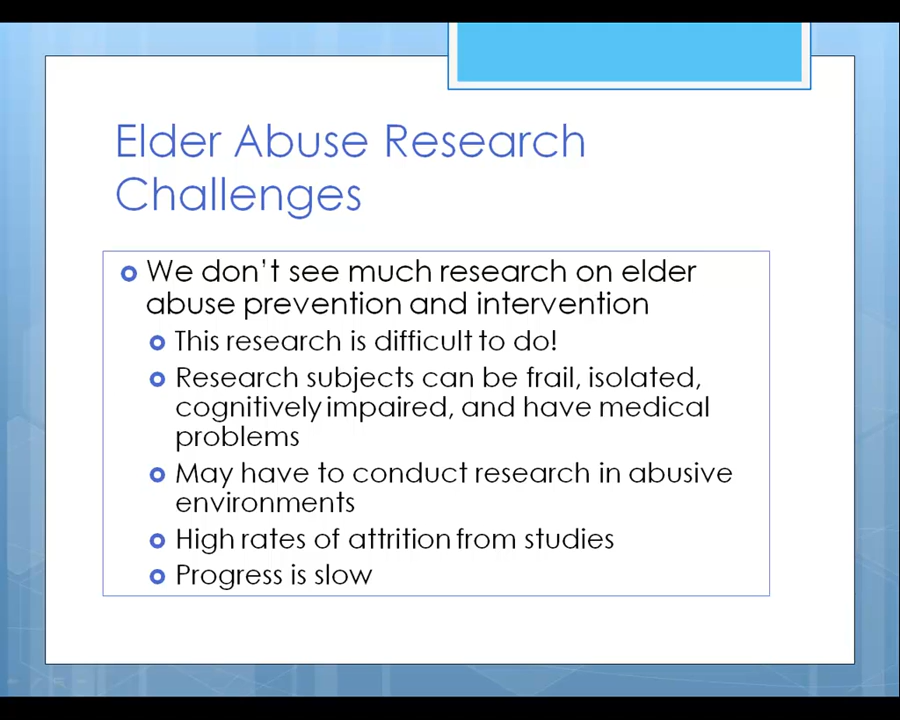 Elder Abuse Research
Challenges
We don't see much research on elder
abuse prevention and intervention
This research is difficult to do!
Research subjects can be frail, isolated,
cognitively impaired, and have medical
problems
May have to conduct research in abusive
environments
High rates of attrition from studies
Progress is slow